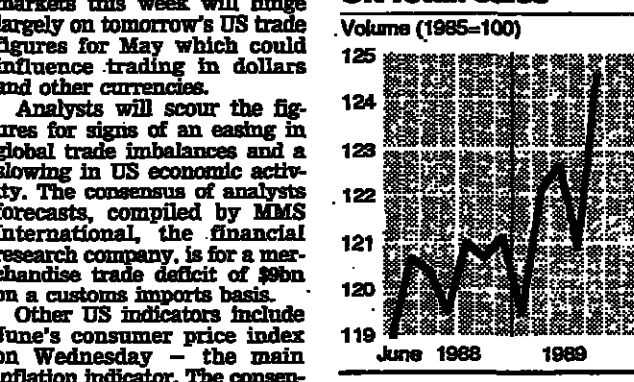 markets this week will hinge
largely on tomorrow's US trade
figures for May which could
influence trading in dollars
and other currencies.
Analysts will scour the fig-
ures for signs of an easing in
global trade imbalances and a
slowing in US economic activ-
ity. The consensus of analysts
forecasts, compiled by MMS
International, the financial
research company, is for a mer-
chandise trade deficit of $9bn
on a customs imports basis.
Other US indicators include
June's consumer price index
on Wednesday – the main
inflation indicator. The consen-
Volume (1985=100)
125
124
123
122
121
120
119
June 1988 1989